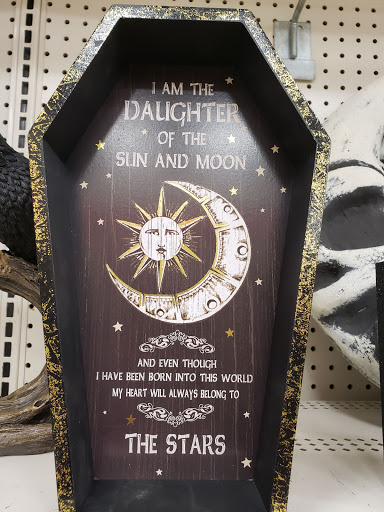 I AM THE
DAUGHTER
OF THE
SUN AND MOON
AND EVEN THOUGH
I HAVE BEEN BORN INTO THIS WORLD
MY HEART WILL ALWAYS BELONG TO
THE STARS